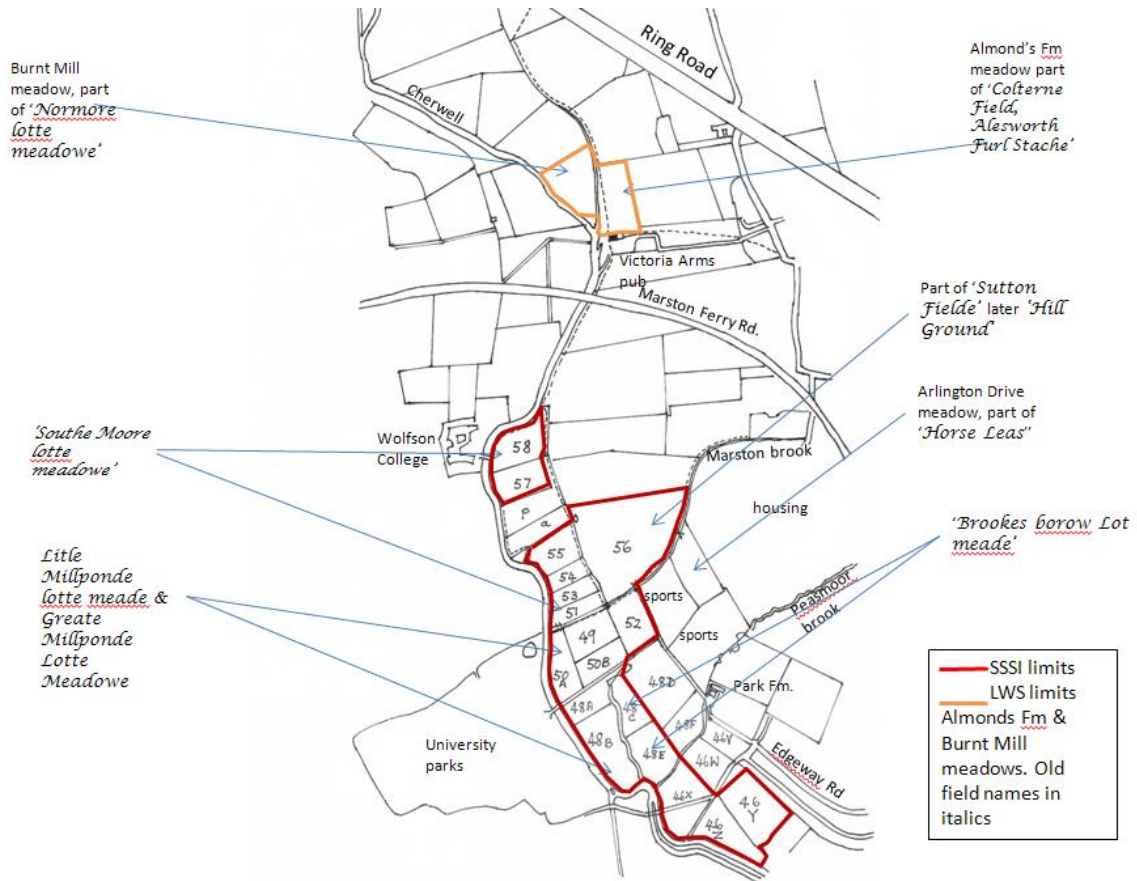 Ring Road
Burnt Mill
meadow, part
of ‘Normore
lotte
meadowe’
Almond’s Fm
meadow part
of ‘Colterne
Field,
Alesworth
Furl Stache’
Cherwell
Victoria Arms
pub
Marston Ferry Rd.
Part of ‘Sutton
Fielde’ later ‘Hill
Ground’
Arlington Drive
meadow, part of
‘Horse Leas”
‘Southe Moore
lotte
meadowe’
Wolfson
College
58
57
Marston brook
housing
‘Brookes borow Lot
meade’
56
55
54
53
51
52
sports
sports
Peasmoor
brook
Litle
Millponde
lotte meade &
Greate
Millponde
Lotte
Meadowe
49
50B
50
A
48D
48A
48
C
48F
48B
48E
Park Fm.
University
parks
46V
46W
46X
46
Y
46
Z
Edgeway Rd
SSSI limits
LWS limits
Almonds Fm &
Burnt Mill
meadows. Old
field names in
italics